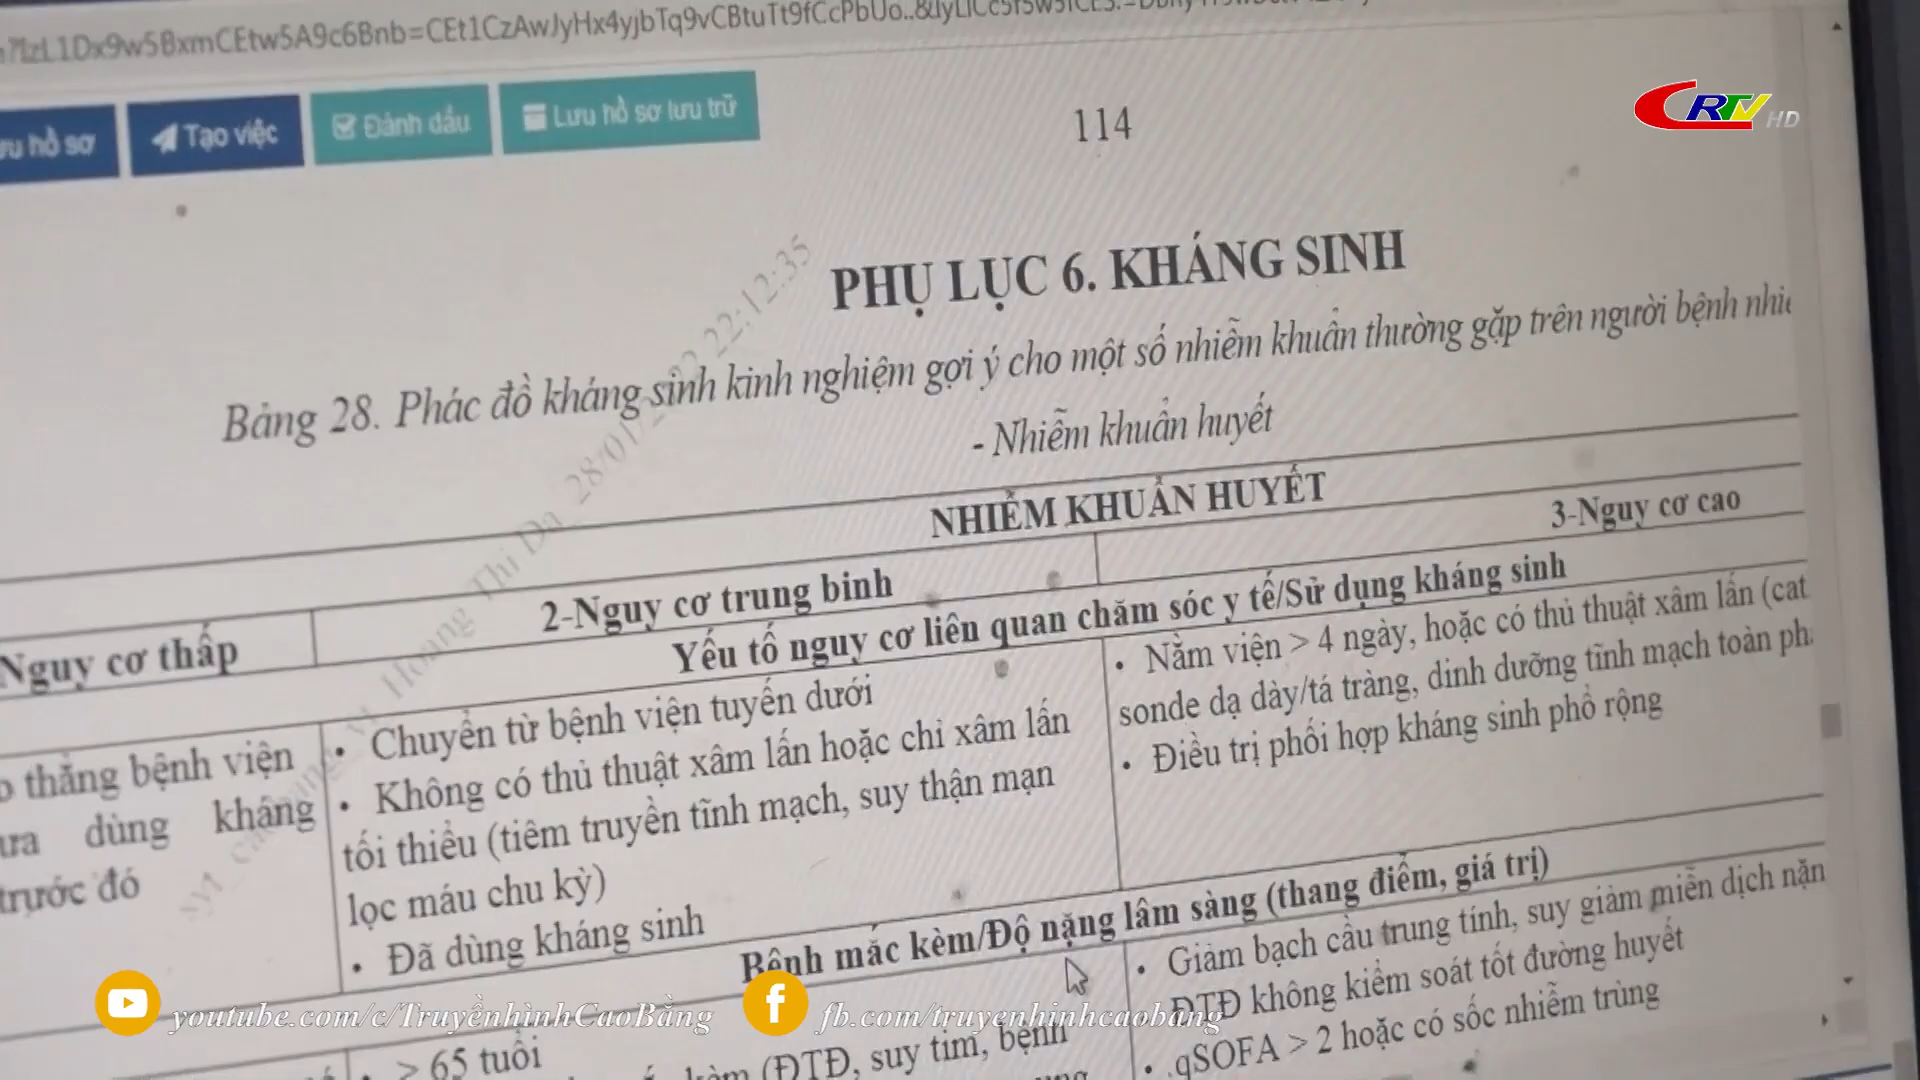 Tạo việc
Đánh dấu
Lưu hồ sơ lưu trữ
114
CRTV HD
PHỤ LỤC 6. KHÁNG SINH
Bảng 28. Phác đồ kháng sinh kinh nghiệm gợi ý cho một số nhiễm khuẩn thường gặp trên người bệnh
- Nhiễm khuẩn huyết
NHIỄM KHUẨN HUYẾT
Nguy cơ thấp
2-Nguy cơ trung bình
3-Nguy cơ cao
Yếu tố nguy cơ liên quan chăm sóc y tế/Sử dụng kháng sinh
thẳng bệnh viện
dùng kháng
trước đó
• Chuyển từ bệnh viện tuyến dưới
• Không có thủ thuật xâm lấn hoặc chỉ xâm lấn
tối thiểu (tiêm truyền tĩnh mạch, suy thận mạn
lọc máu chu kỳ)
• Đã dùng kháng sinh
• Nằm viện > 4 ngày, hoặc có thủ thuật xâm lấn (cat
sonde dạ dày/tá tràng, dinh dưỡng tĩnh mạch toàn
• Điều trị phối hợp kháng sinh phổ rộng
Bệnh mắc kèm/Độ nặng lâm sàng (thang điểm, giá trị)
• > 65 tuổi
kèm (ĐTĐ, suy tim, bệnh
• Giảm bạch cầu trung tính, suy giảm miễn dịch
• ĐTĐ không kiểm soát tốt đường huyết
• qSOFA > 2 hoặc có sốc nhiễm trùng
youtube.com/c/TruyềnhìnhCaoBằng
fb.com/truyenhinhcaobang